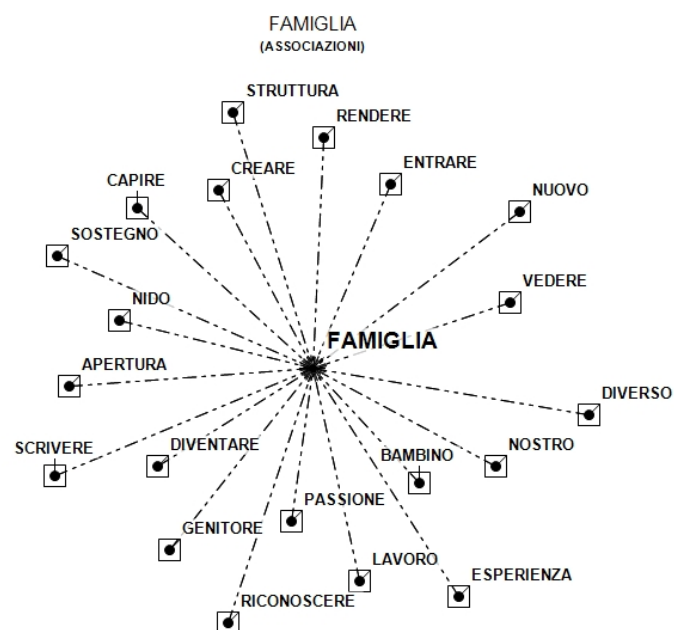 FAMIGLIA
(ASSOCIAZIONI)
STRUTTURA
RENDERE
CREARE
ENTRARE
CAPIRE
NUOVO
SOSTEGNO
VEDERE
NIDO
FAMIGLIA
APERTURA
DIVERSO
SCRIVERE
DIVENTARE
BAMBINO
NOSTRO
PASSIONE
GENITORE
LAVORO
ESPERIENZA
RICONOSCERE